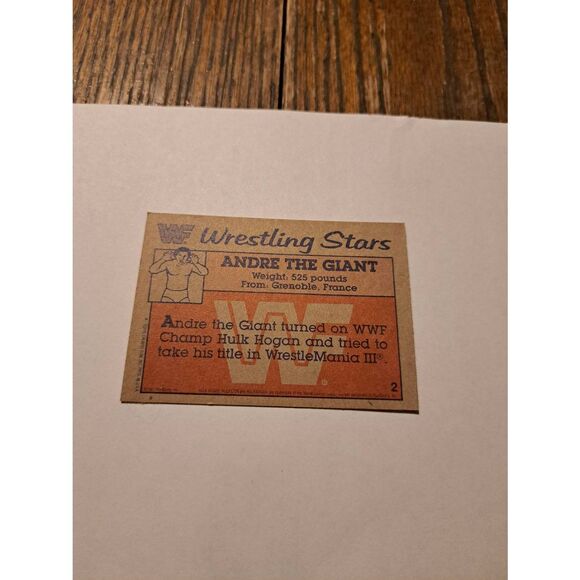 WF Wrestling Stars
ANDRE THE GIANT
Weight: 525 pounds
From: Grenoble, France
Andre the Giant turned on WWF
Champ Hulk Hogan and tried to
take his title in WrestleMania III®.
2